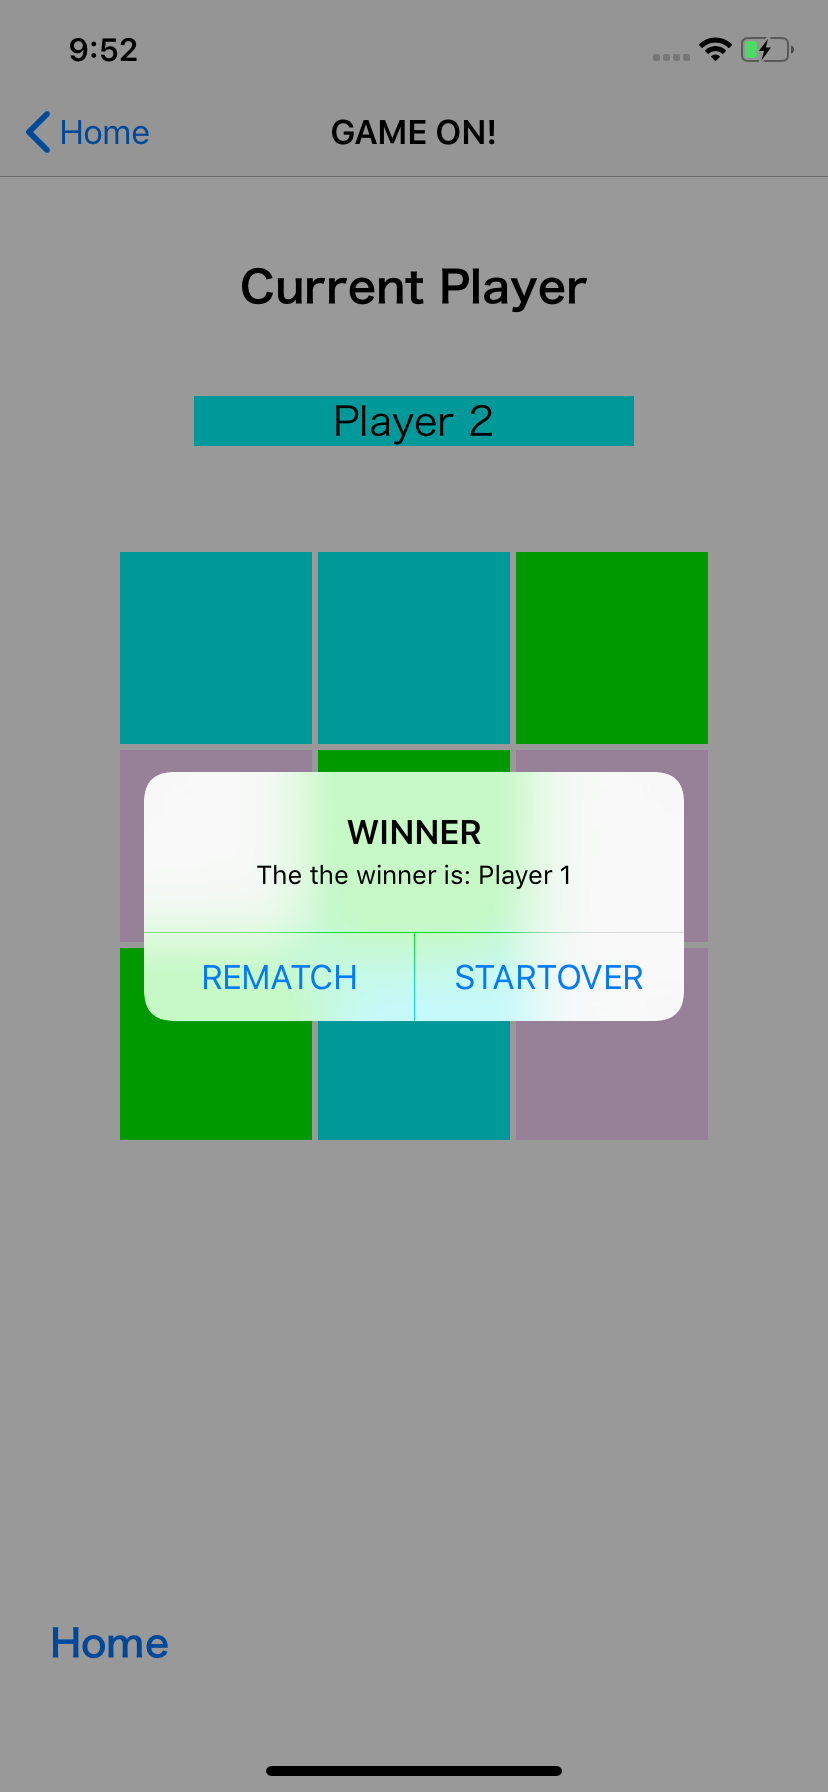 9:52
Home GAME ON!
Current Player
Player 2
WINNER
The the winner is: Player 1
REMATCH STARTOVER
Home